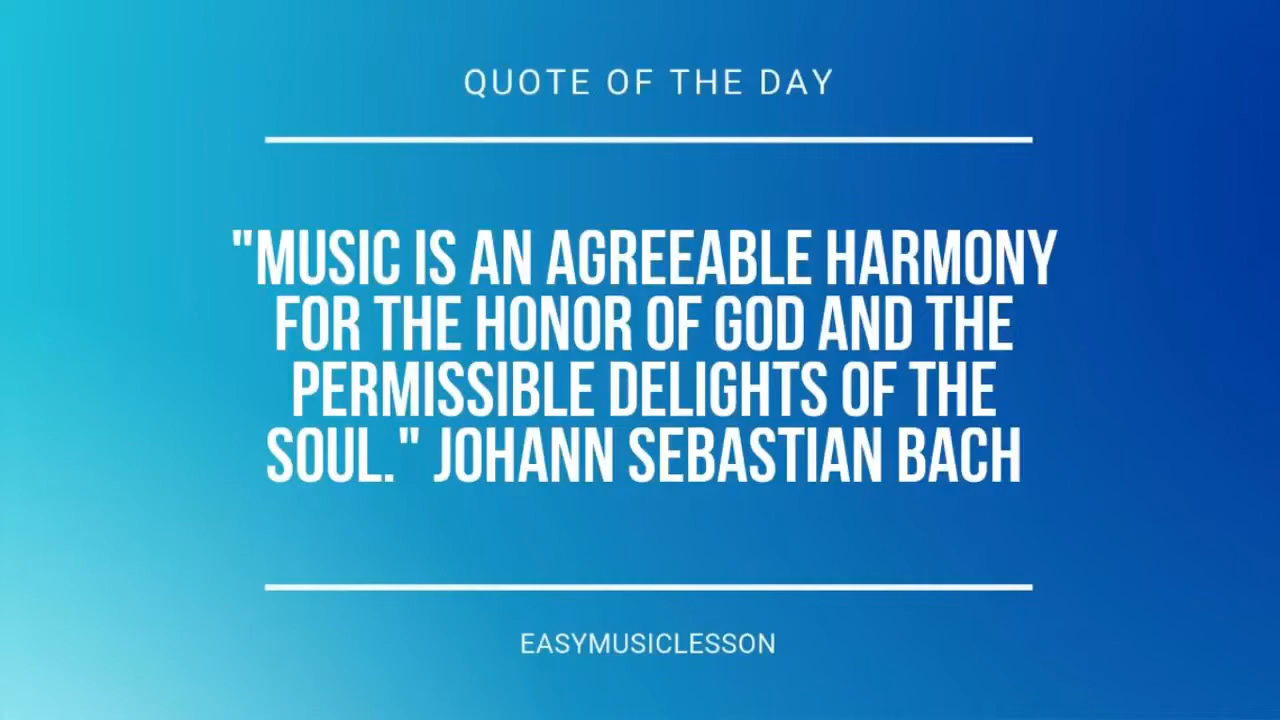 QUOTE OF THE DAY
"MUSIC IS AN AGREEABLE HARMONY
FOR THE HONOR OF GOD AND THE
PERMISSIBLE DELIGHTS OF THE
SOUL." JOHANN SEBASTIAN BACH
EASYMUSICLESSON